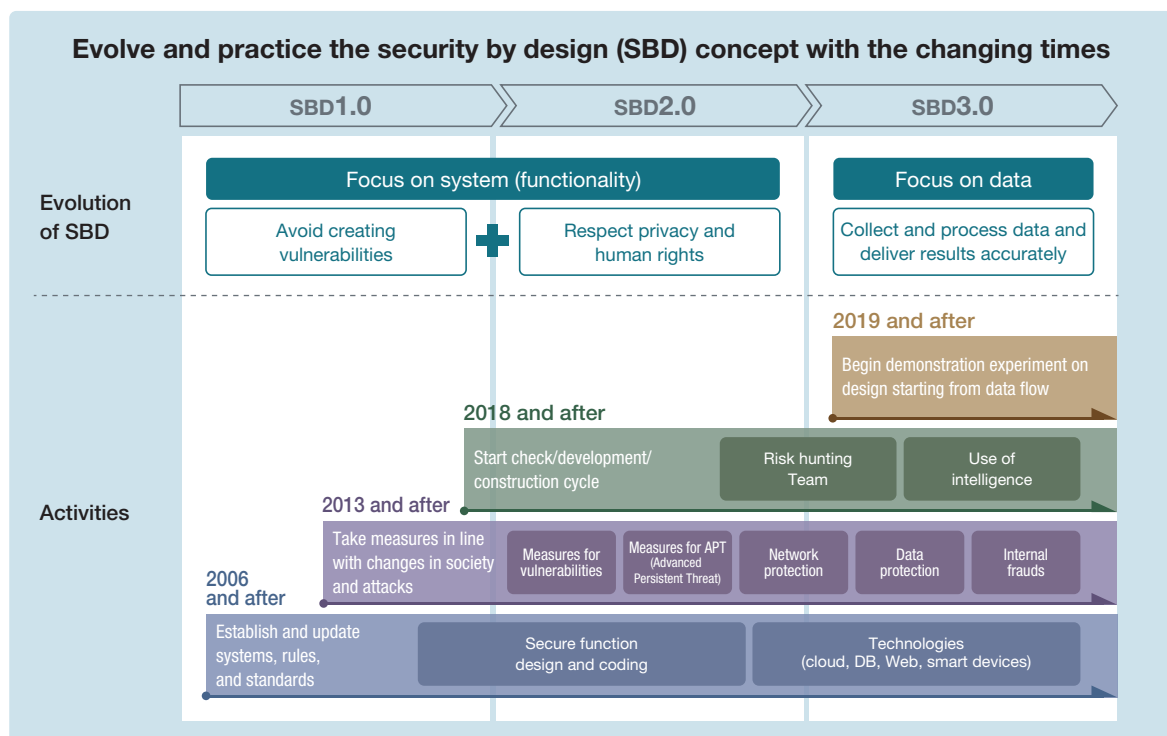 Evolve and practice the security by design (SBD) concept with the changing times
SBD1.0
SBD2.0
SBD3.0
Evolution
of SBD
Focus on system (functionality)
Focus on data
Avoid creating
vulnerabilities
Respect privacy and
human rights
Collect and process data and
deliver results accurately
Activities
2019 and after
Begin demonstration experiment on
design starting from data flow
2018 and after
Start check/development/
construction cycle
Risk hunting
Team
Use of
intelligence
2013 and after
Take measures in line
with changes in society
and attacks
Measures for
vulnerabilities
Measures for APT
(Advanced
Persistent Threat)
Network
protection
Data
protection
Internal
frauds
2006
and after
Establish and update
systems, rules,
and standards
Secure function
design and coding
Technologies
(cloud, DB, Web, smart devices)